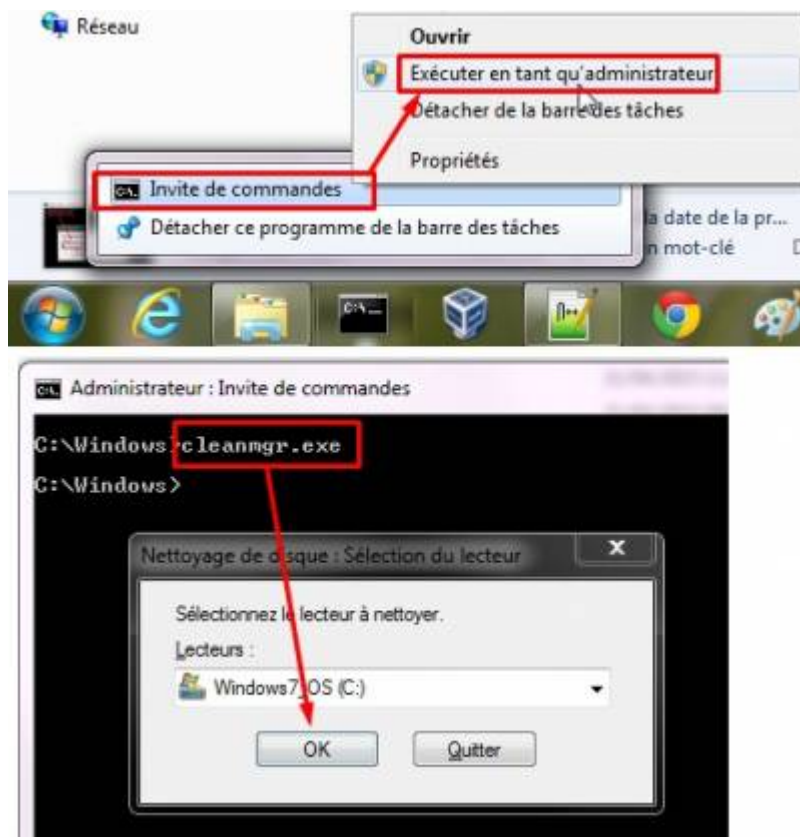 Réseau
Ouvrir
Exécuter en tant qu'administrateur
Détacher de la barre des tâches
Propriétés
Invite de commandes
Détacher ce programme de la barre des tâches
la date de la pr...
mot-clé
Administrateur : Invite de commandes
C:\Windows>cleanmgr.exe
C:\Windows>
Nettoyage de disque : Sélection du lecteur
Sélectionnez le lecteur à nettoyer.
Lecteurs :
Windows7_OS (C:)
OK
Quitter